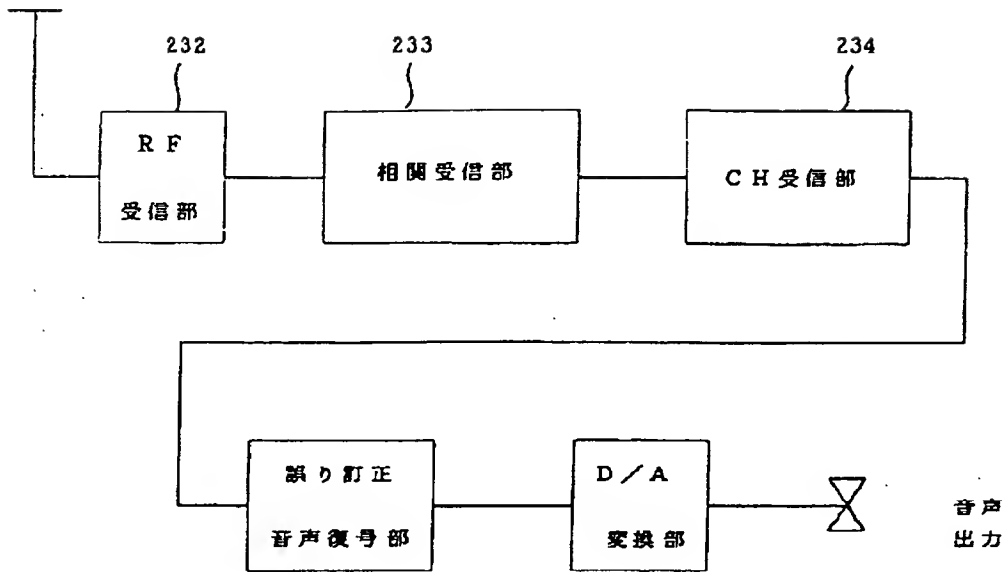 232
233
234
RF
受信部
相関受信部
CH受信部
誤り訂正
音声復号部
D/A
変換部
音声
出力